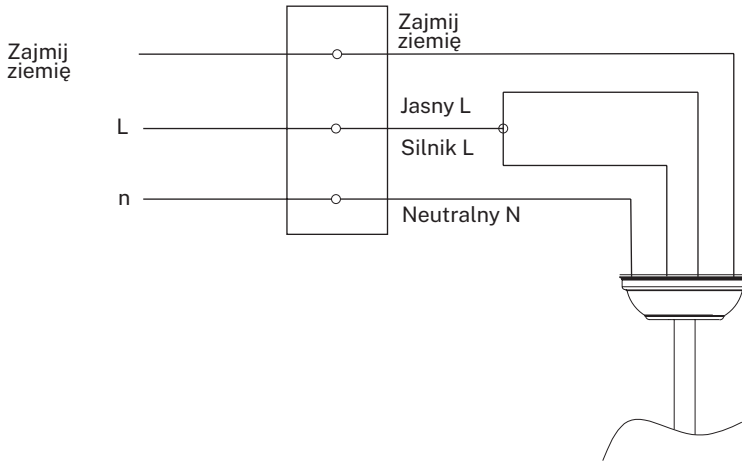 Zajmij
ziemię
Zajmij
ziemię
L
Jasny L
Silnik L
n
Neutralny N